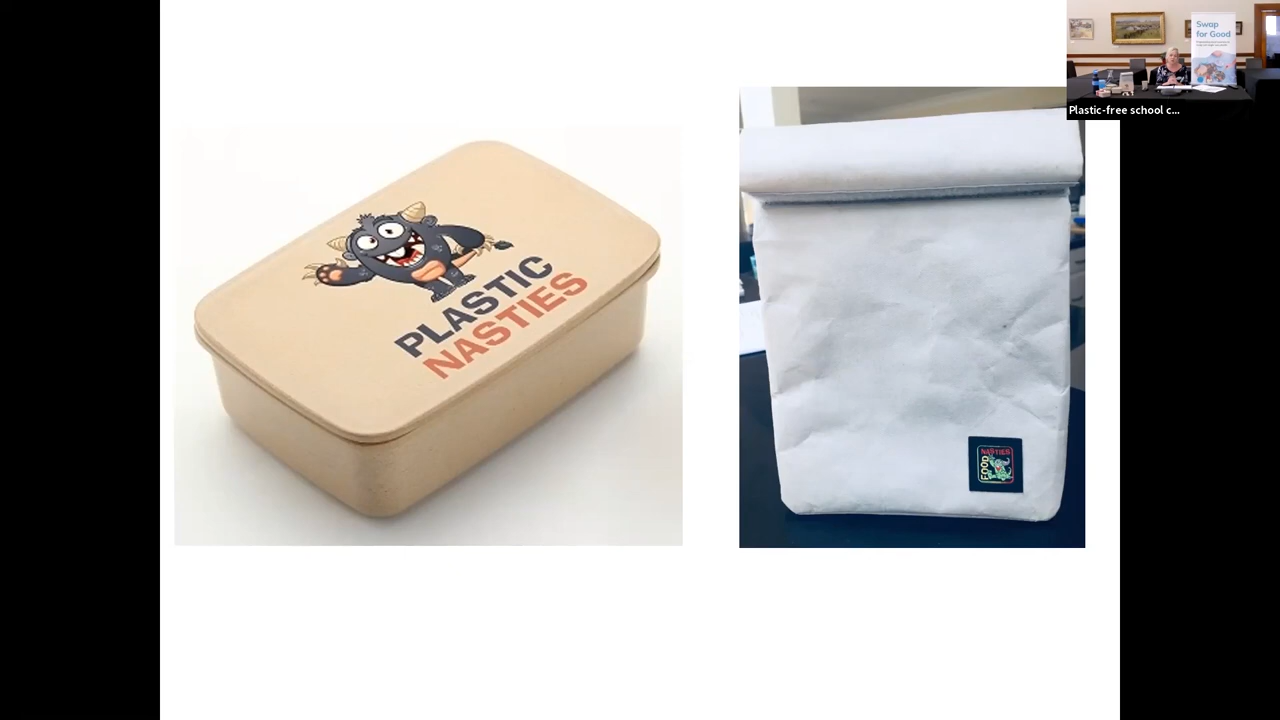 PLASTIC
NASTIES
FOOD
NASTIES
Swap
for Good
Plastic-free school c...